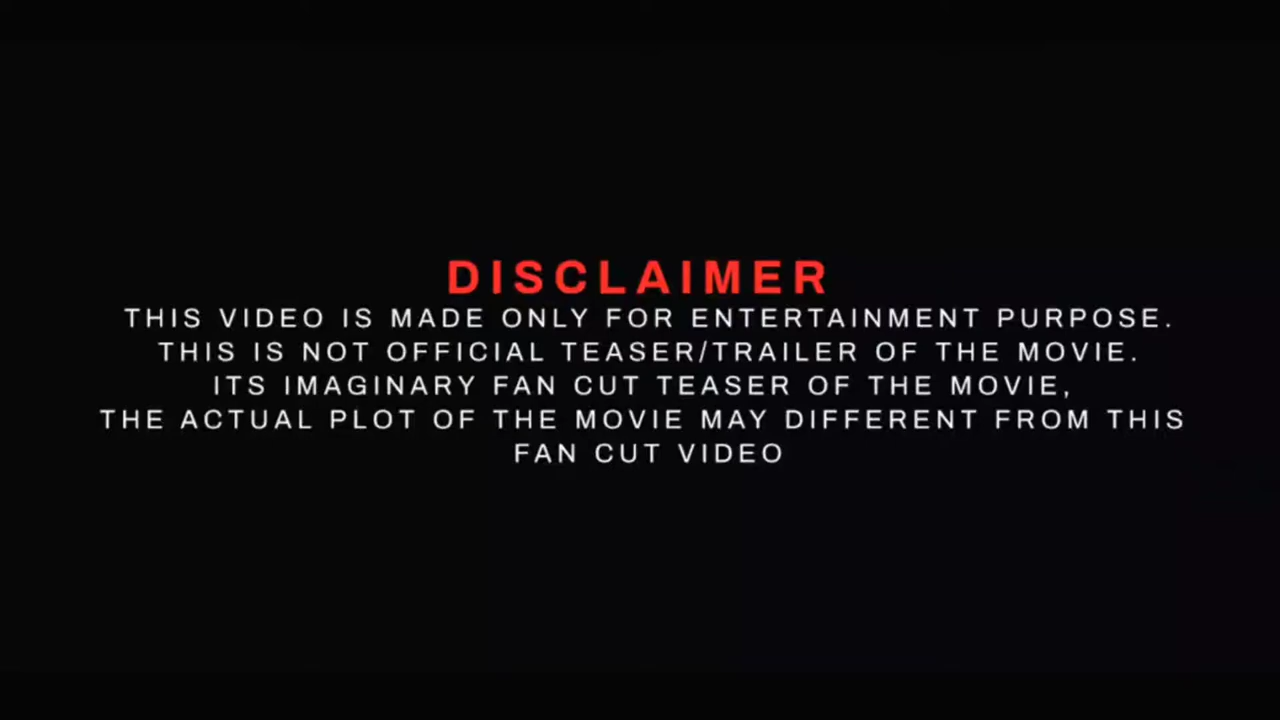 DISCLAIMER
THIS VIDEO IS MADE ONLY FOR ENTERTAINMENT PURPOSE.
THIS IS NOT OFFICIAL TEASER/TRAILER OF THE MOVIE.
ITS IMAGINARY FAN CUT TEASER OF THE MOVIE,
THE ACTUAL PLOT OF THE MOVIE MAY DIFFERENT FROM THIS
FAN CUT VIDEO